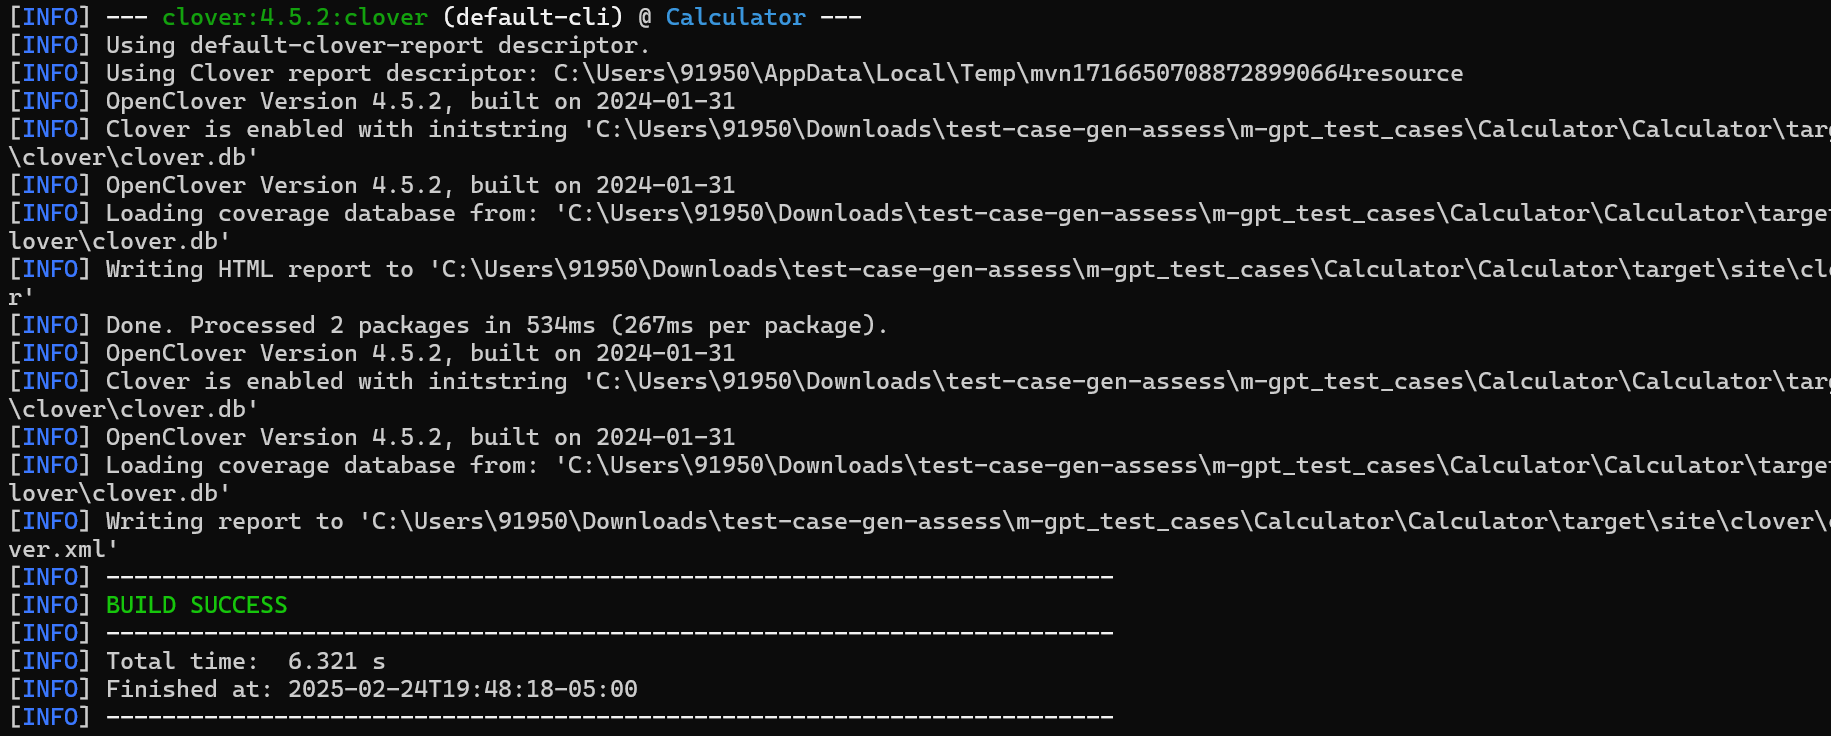 [INFO] --- clover:4.5.2:clover (default-cli) @ Calculator ---
[INFO] Using default-clover-report descriptor.
[INFO] Using Clover report descriptor: C:\Users\91950\AppData\Local\Temp\mvn17166507088728990664resource
[INFO] OpenClover Version 4.5.2, built on 2024-01-31
[INFO] Clover is enabled with initstring 'C:\Users\91950\Downloads\test-case-gen-assess\m-gpt_test_cases\Calculator\Calculator\targ
\clover\clover.db'
[INFO] OpenClover Version 4.5.2, built on 2024-01-31
[INFO] Loading coverage database from: 'C:\Users\91950\Downloads\test-case-gen-assess\m-gpt_test_cases\Calculator\Calculator\target
lover\clover.db'
[INFO] Writing HTML report to 'C:\Users\91950\Downloads\test-case-gen-assess\m-gpt_test_cases\Calculator\Calculator\target\site\clo
r'
[INFO] Done. Processed 2 packages in 534ms (267ms per package).
[INFO] OpenClover Version 4.5.2, built on 2024-01-31
[INFO] Clover is enabled with initstring 'C:\Users\91950\Downloads\test-case-gen-assess\m-gpt_test_cases\Calculator\Calculator\targ
\clover\clover.db'
[INFO] OpenClover Version 4.5.2, built on 2024-01-31
[INFO] Loading coverage database from: 'C:\Users\91950\Downloads\test-case-gen-assess\m-gpt_test_cases\Calculator\Calculator\target
lover\clover.db'
[INFO] Writing report to 'C:\Users\91950\Downloads\test-case-gen-assess\m-gpt_test_cases\Calculator\Calculator\target\site\clover\c
ver.xml'
[INFO] ------------------------------------------------------------------------
[INFO] BUILD SUCCESS
[INFO] ------------------------------------------------------------------------
[INFO] Total time:  6.321 s
[INFO] Finished at: 2025-02-24T19:48:18-05:00
[INFO] ------------------------------------------------------------------------